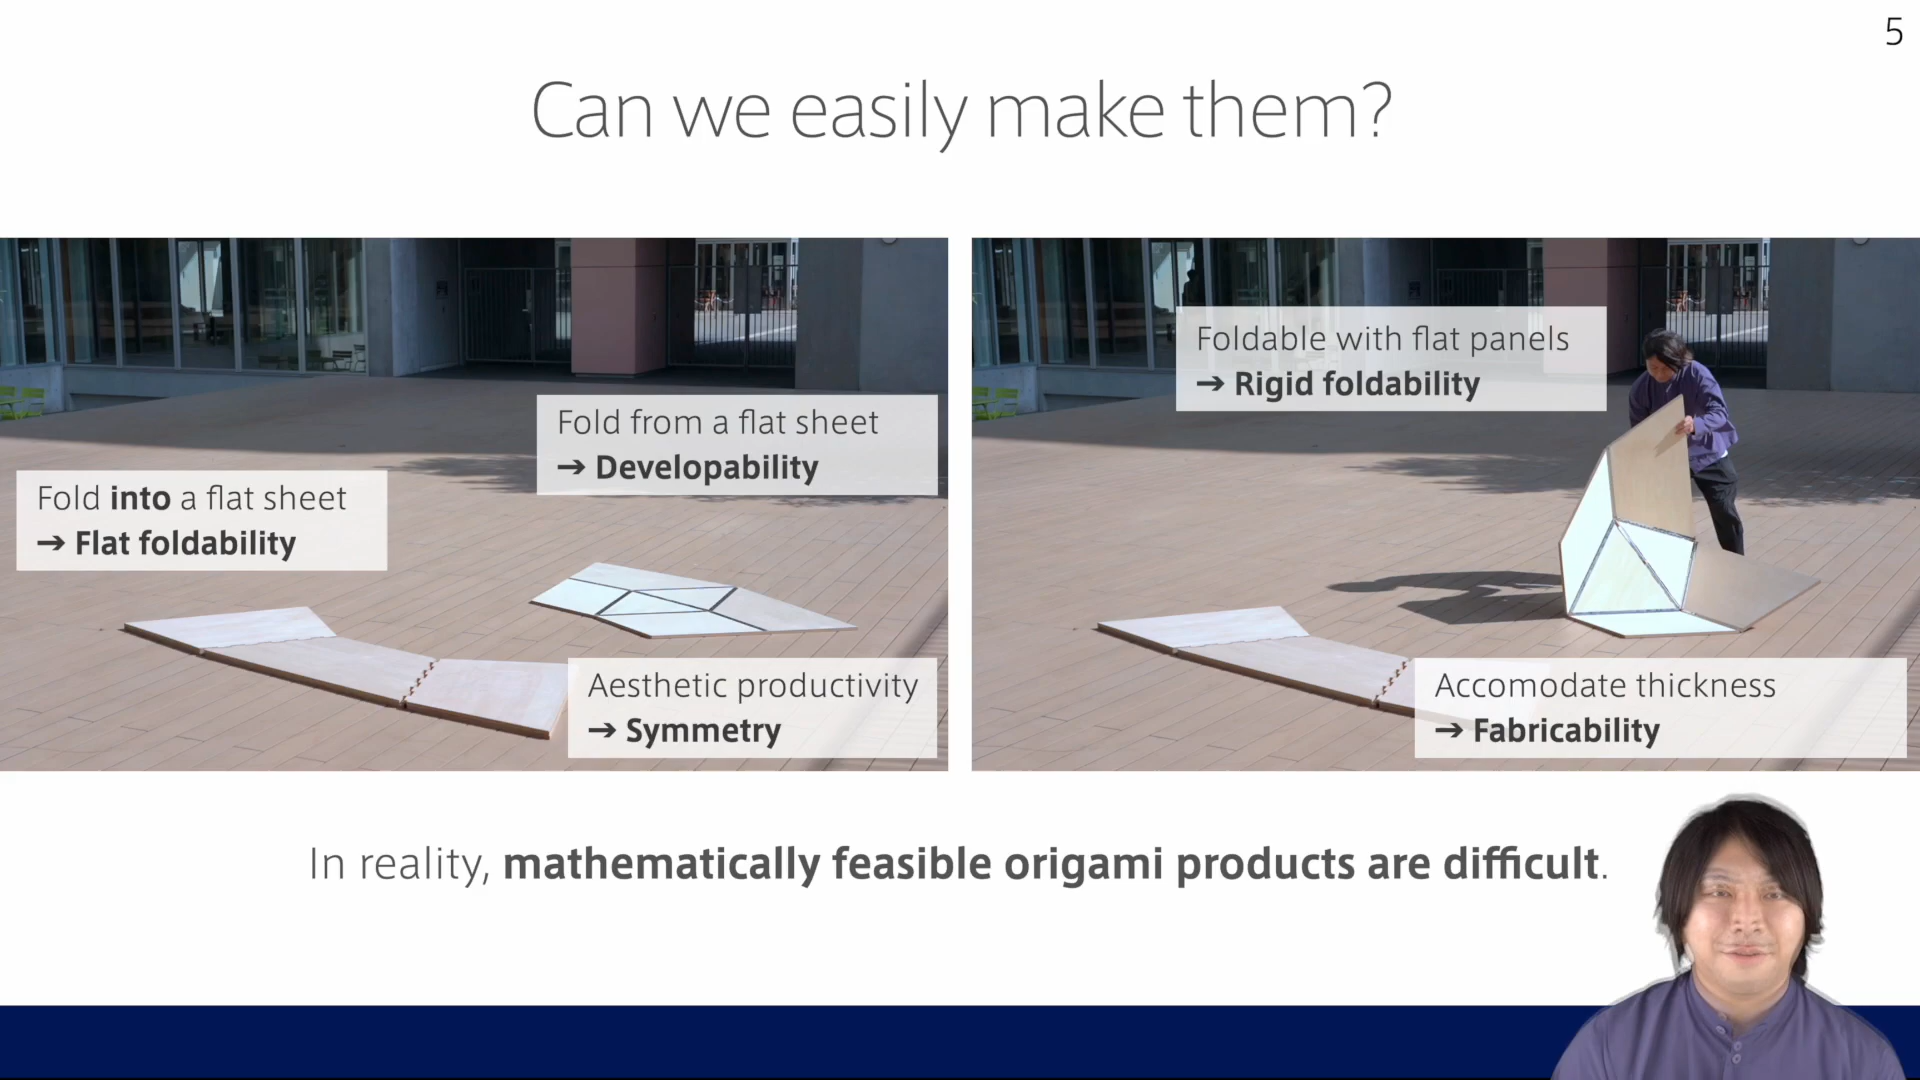 5
Can we easily make them?
Fold from a flat sheet
→ Developability
Fold into a flat sheet
→ Flat foldability
Aesthetic productivity
→ Symmetry
Foldable with flat panels
→ Rigid foldability
Accomodate thickness
→ Fabricability
In reality, mathematically feasible origami products are difficult.